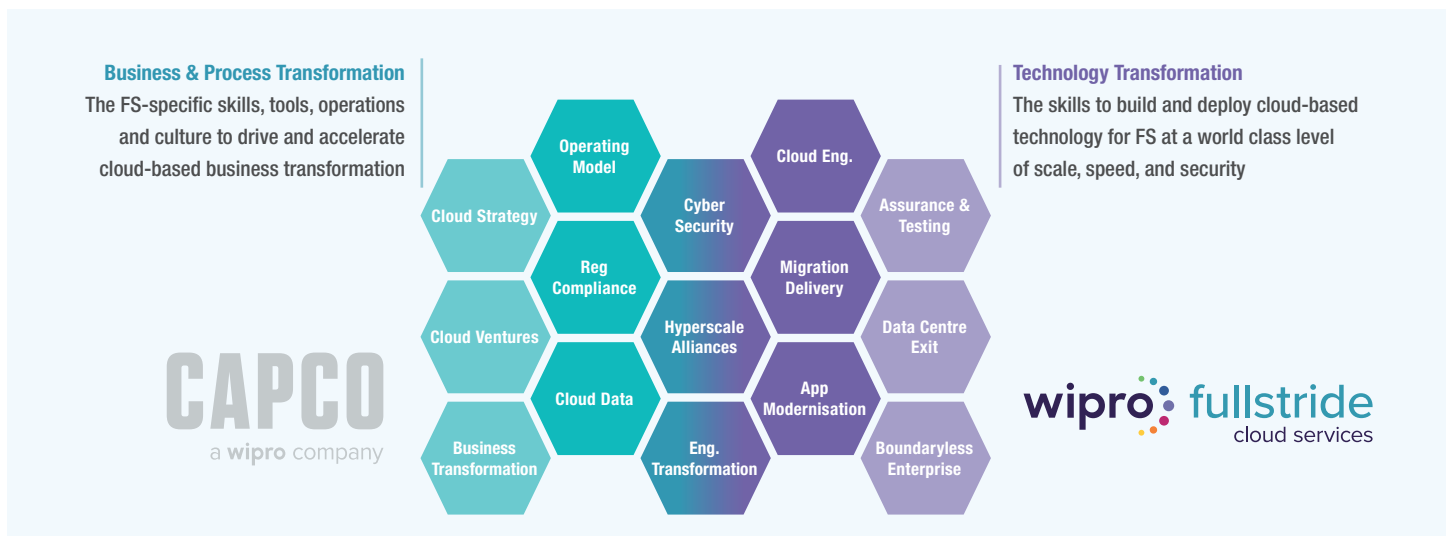 Business & Process Transformation
The FS-specific skills, tools, operations
and culture to drive and accelerate
cloud-based business transformation
Technology Transformation
The skills to build and deploy cloud-based
technology for FS at a world class level
of scale, speed, and security
Cloud Strategy
Cloud Ventures
Business
Transformation
Operating
Model
Reg
Compliance
Cloud Data
Cyber
Security
Hyperscale
Alliances
Eng.
Transformation
Cloud Eng.
Migration
Delivery
App
Modernisation
Assurance &
Testing
Data Centre
Exit
Boundaryless
Enterprise
CAPCO
a wipro company
wipro fullstride
cloud services